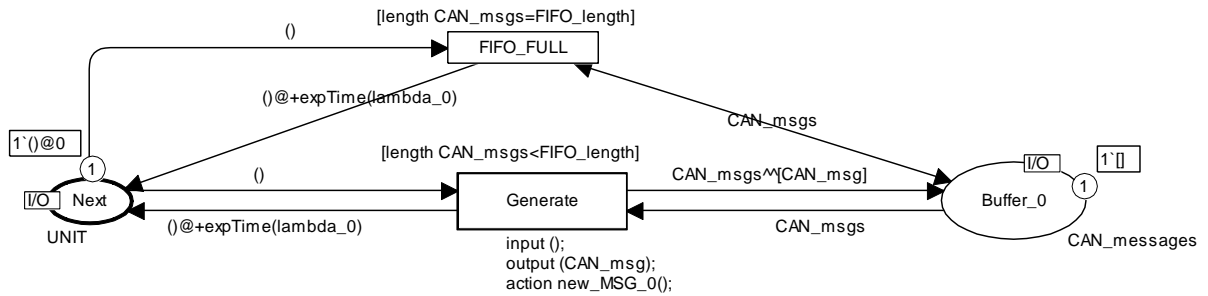 [length CAN_msgs=FIFO_length]
()
FIFO_FULL
()@+expTime(lambda_0)
CAN_msgs
1`()@0
[length CAN_msgs<FIFO_length]
1`[]
I/O
1
()
CAN_msgs^^[CAN_msg]
1
I/O
Next
Generate
Buffer_0
()@+expTime(lambda_0)
CAN_msgs
UNIT
CAN_messages
input ();
output (CAN_msg);
action new_MSG_0();